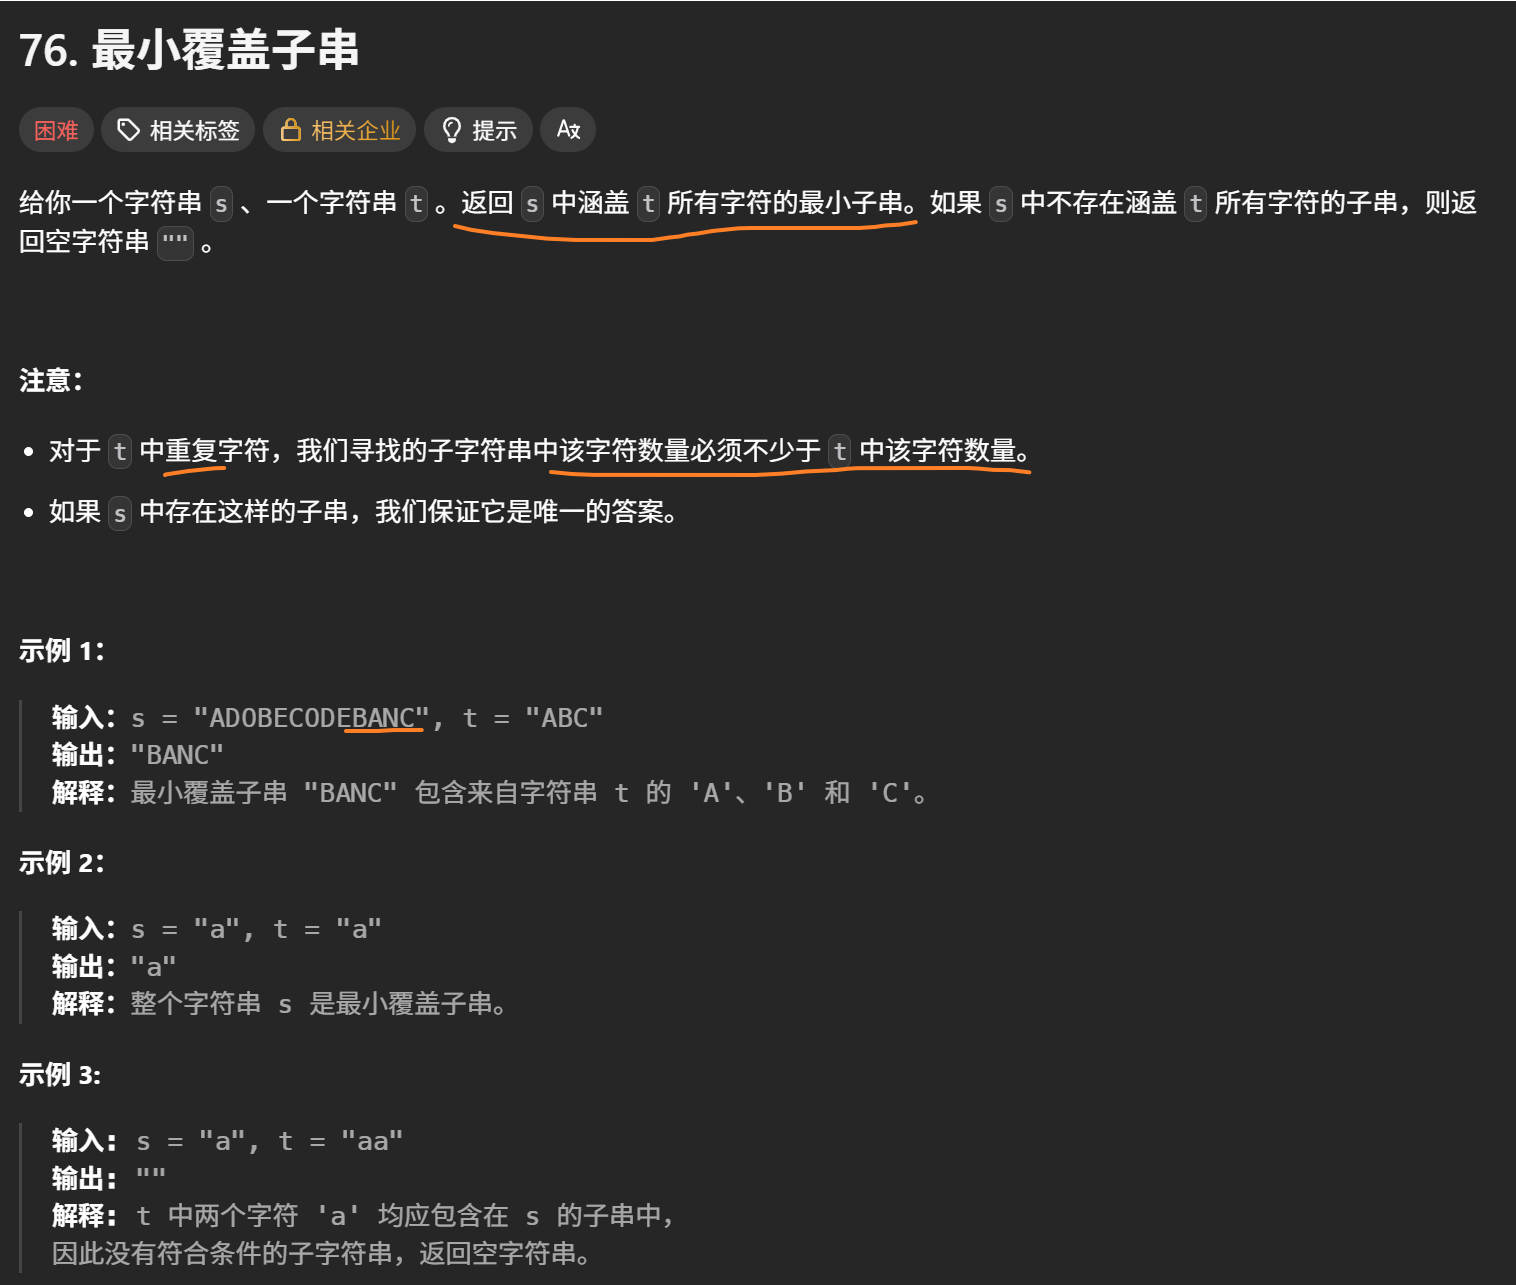 76. 最小覆盖子串
困难 相关标签 相关企业 提示 A文
给你一个字符串 s 、一个字符串 t 。返回 s 中涵盖 t 所有字符的最小子串。如果 s 中不存在涵盖 t 所有字符的子串，则返
回空字符串 "" 。
注意：
• 对于 t 中重复字符，我们寻找的子字符串中该字符数量必须不少于 t 中该字符数量。
• 如果 s 中存在这样的子串，我们保证它是唯一的答案。
示例 1：
输入：s = "ADOBECODEBANC", t = "ABC"
输出："BANC"
解释：最小覆盖子串 "BANC" 包含来自字符串 t 的 'A'、'B' 和 'C'。
示例 2：
输入：s = "a", t = "a"
输出："a"
解释：整个字符串 s 是最小覆盖子串。
示例 3:
输入: s = "a", t = "aa"
输出: ""
解释: t 中两个字符 'a' 均应包含在 s 的子串中，
因此没有符合条件的子字符串，返回空字符串。